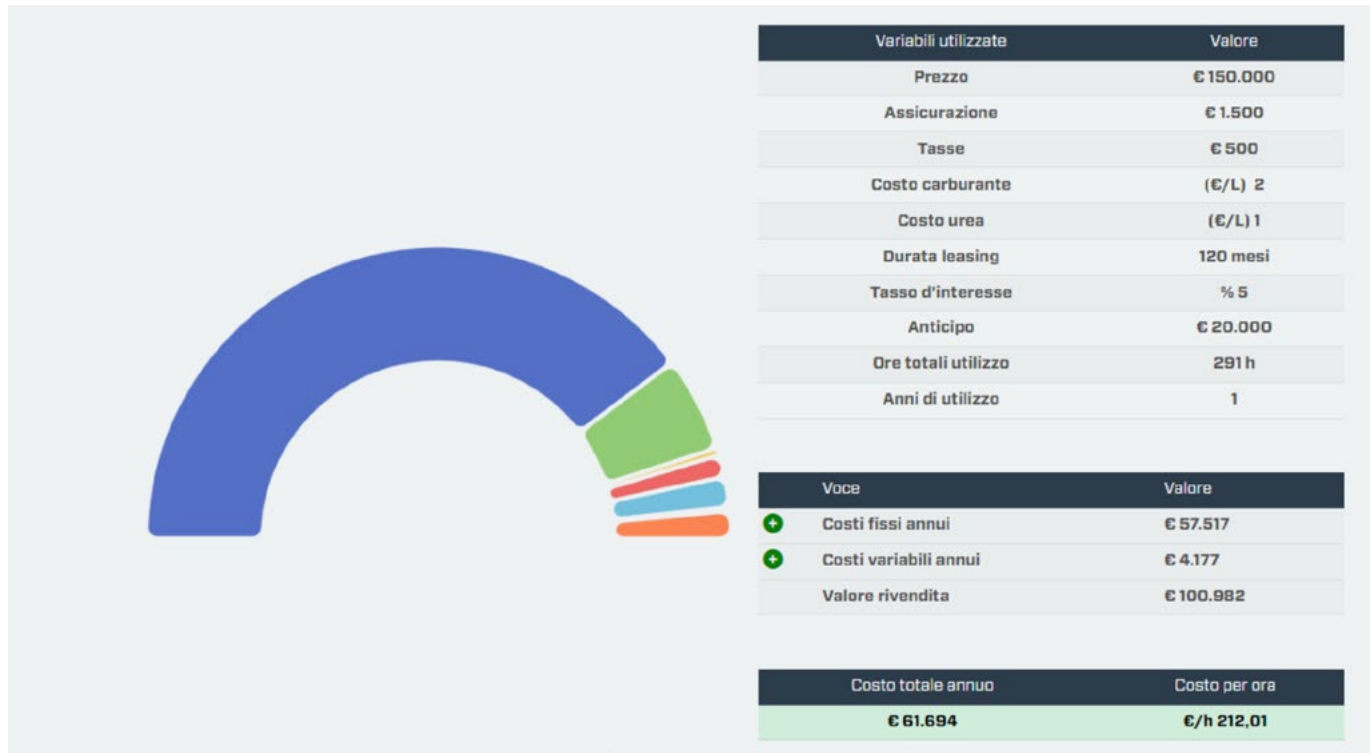 Variabili utilizzate Valore
Prezzo € 150.000
Assicurazione € 1.500
Tasse € 500
Costo carburante (€/L) 2
Costo urea (€/L) 1
Durata leasing 120 mesi
Tasso d'interesse % 5
Anticipo € 20.000
Ore totali utilizzo 291 h
Anni di utilizzo 1
Voce Valore
Costi fissi annui € 57.517
Costi variabili annui € 4.177
Valore rivendita € 100.982
Costo totale annuo Costo per ora
€ 61.694 €/h 212,01